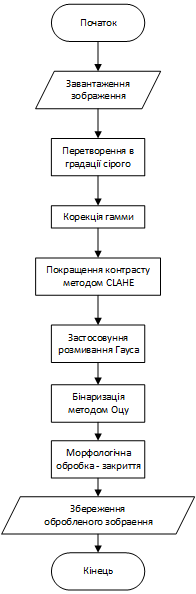 Початок
Завантаження
зображення
Перетворення в
градації сірого
Корекція гамми
Покращення контрасту
методом CLAHE
Застосовуння
розмивання Гауса
Бінаризація
методом Оцу
Морфологічна
обробка - закриття
Збереження
обробленого зобраення
Кінець